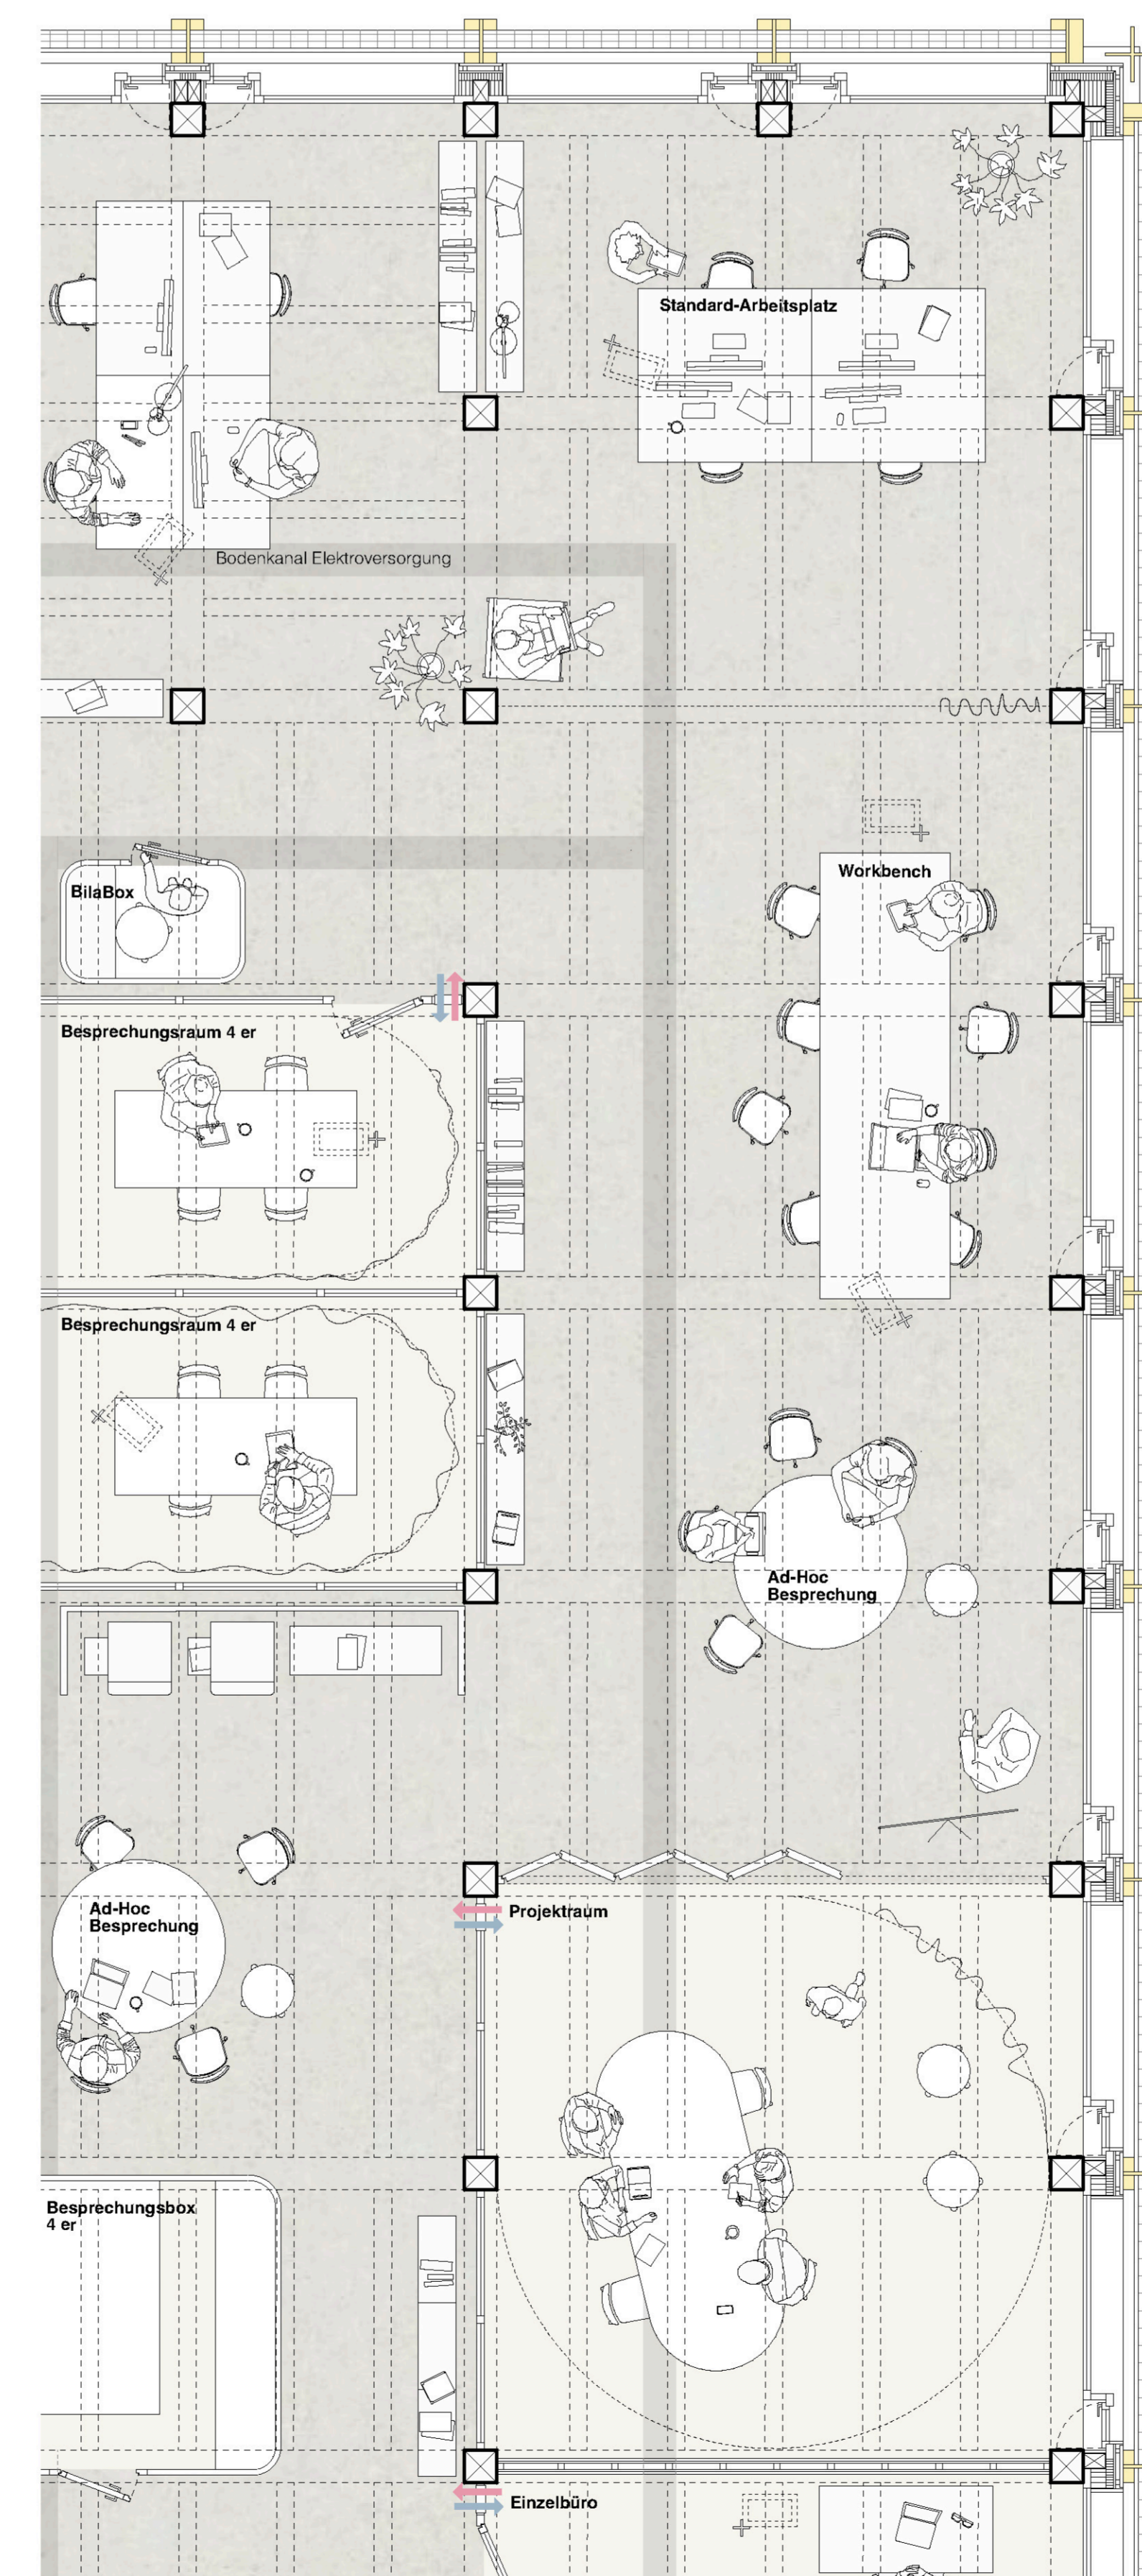 Standard-Arbeitsplatz
Bodenkanal Elektroversorgung
Workbench
BilaBox
Besprechungsraum 4 er
Besprechungsraum 4 er
Ad-Hoc
Besprechung
Ad-Hoc
Besprechung
Projektraum
Besprechungsbox
4 er
Einzelbüro